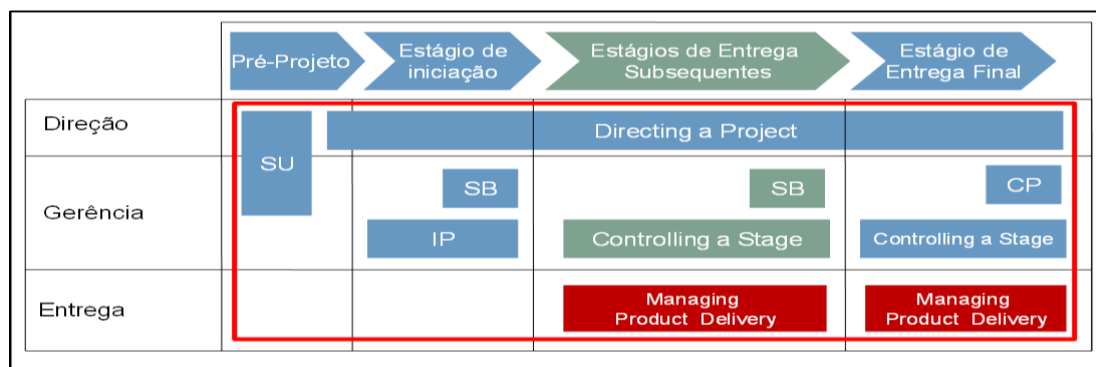 Pré-Projeto
Estágio de
iniciação
Estágios de Entrega
Subsequentes
Estágio de
Entrega Final
Direção
SU
Directing a Project
Gerência
SB
SB
CP
IP
Controlling a Stage
Controlling a Stage
Entrega
Managing
Product Delivery
Managing
Product Delivery